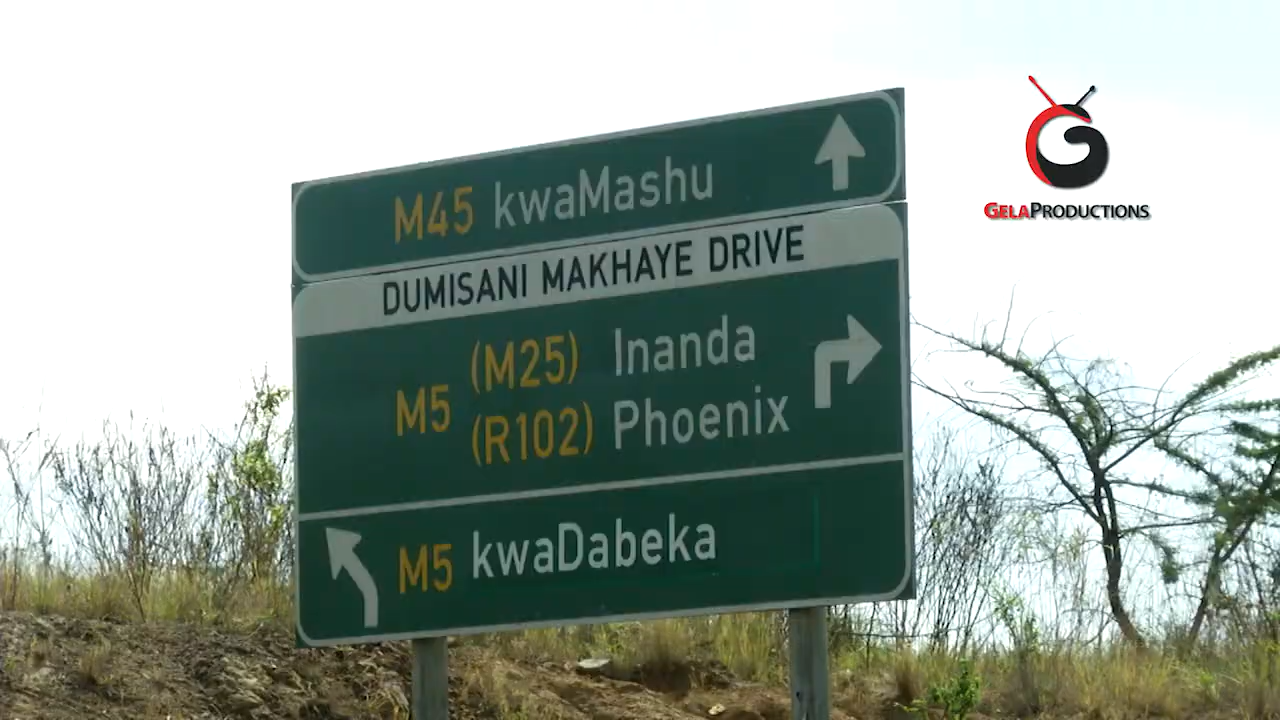 M45 kwaMashu
DUMISANI MAKHAYE DRIVE
M5 (M25) Inanda
(R102) Phoenix
M5 kwaDabeka
GELAPRODUCTIONS